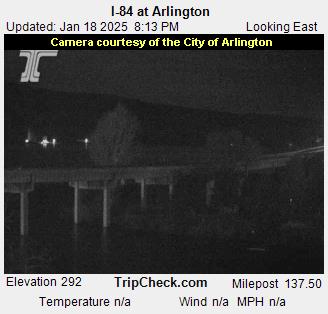 I-84 at Arlington
Updated: Jan 18 2025 8:13 PM Looking East
Camera courtesy of the City of Arlington
Elevation 292 TripCheck.com Milepost 137.50
Temperature n/a Wind n/a MPH n/a